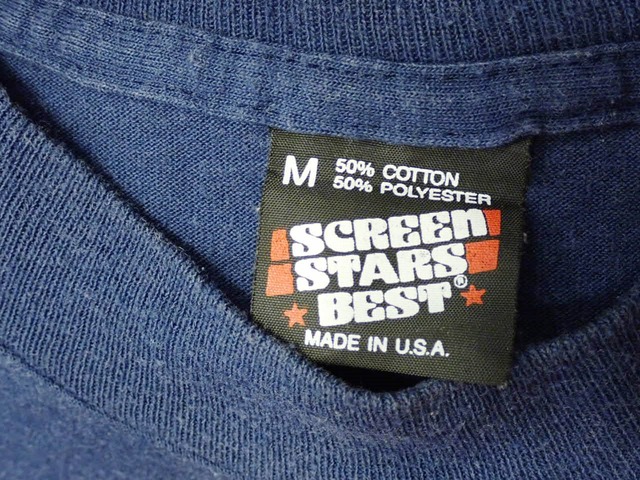 M 50% COTTON
50% POLYESTER
SCREEN
STARS
BEST®
MADE IN U.S.A.